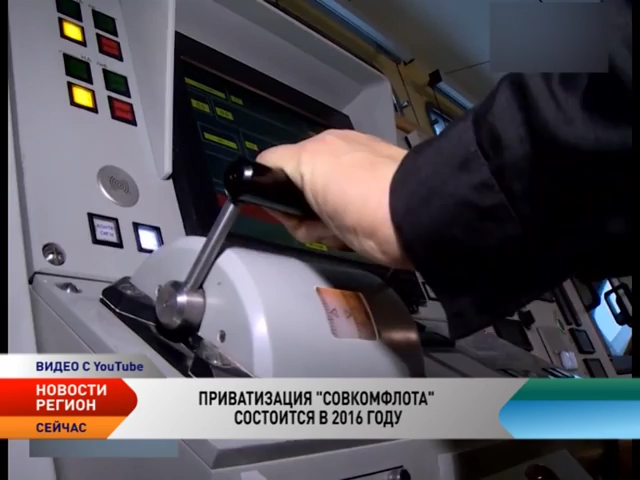 ВИДЕО С YouTube
НОВОСТИ
РЕГИОН
СЕЙЧАС
ПРИВАТИЗАЦИЯ "СОВКОМФЛОТА"
СОСТОИТСЯ В 2016 ГОДУ